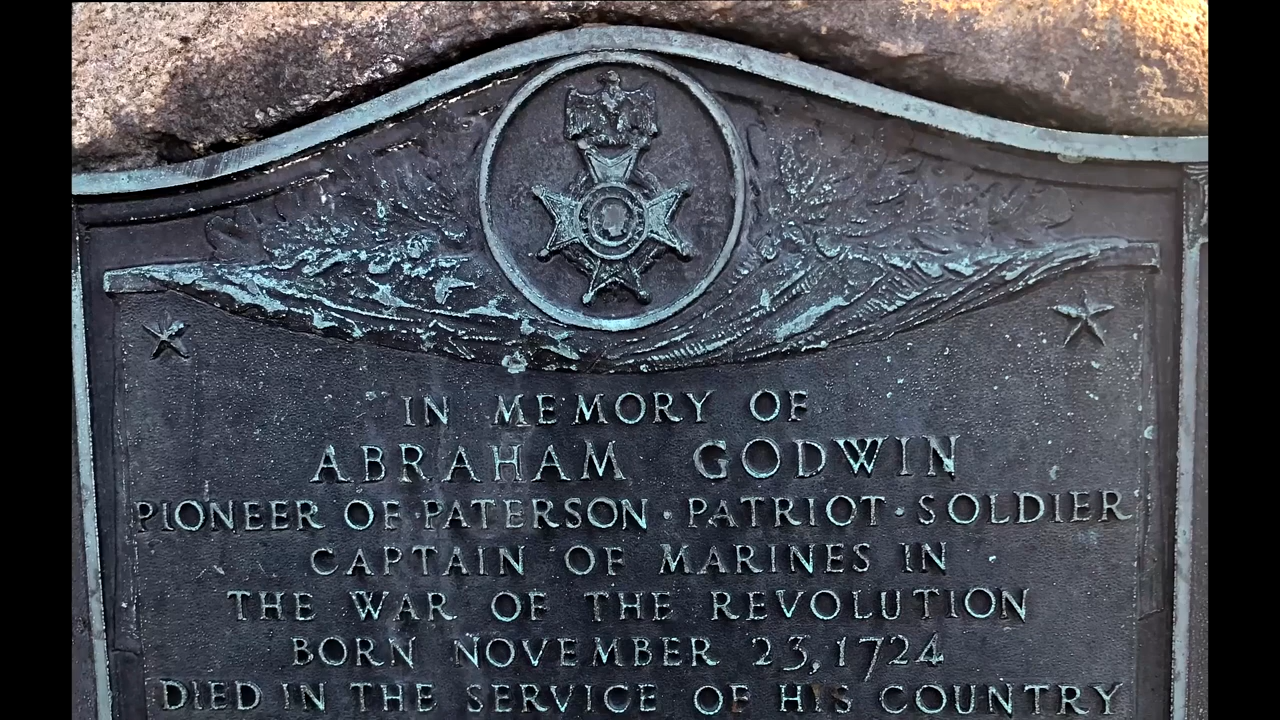 IN MEMORY OF
ABRAHAM GODWIN
PIONEER OF PATERSON · PATRIOT · SOLDIER
CAPTAIN OF MARINES IN
THE WAR OF THE REVOLUTION
BORN NOVEMBER 23, 1724
DIED IN THE SERVICE OF HIS COUNTRY